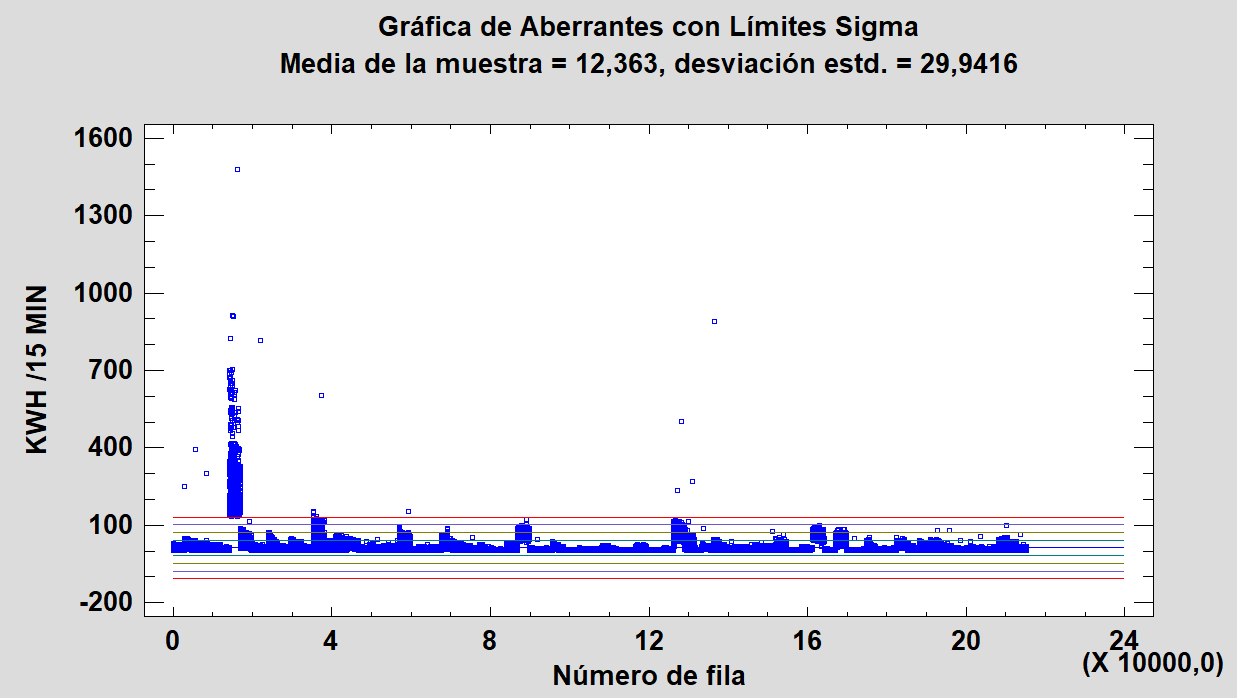 Gráfica de Aberrantes con Límites Sigma
Media de la muestra = 12,363, desviación estd. = 29,9416
KWH /15 MIN
1600
1300
1000
700
400
100
-200
0 4 8 12 16 20 24
(X 10000,0)
Número de fila